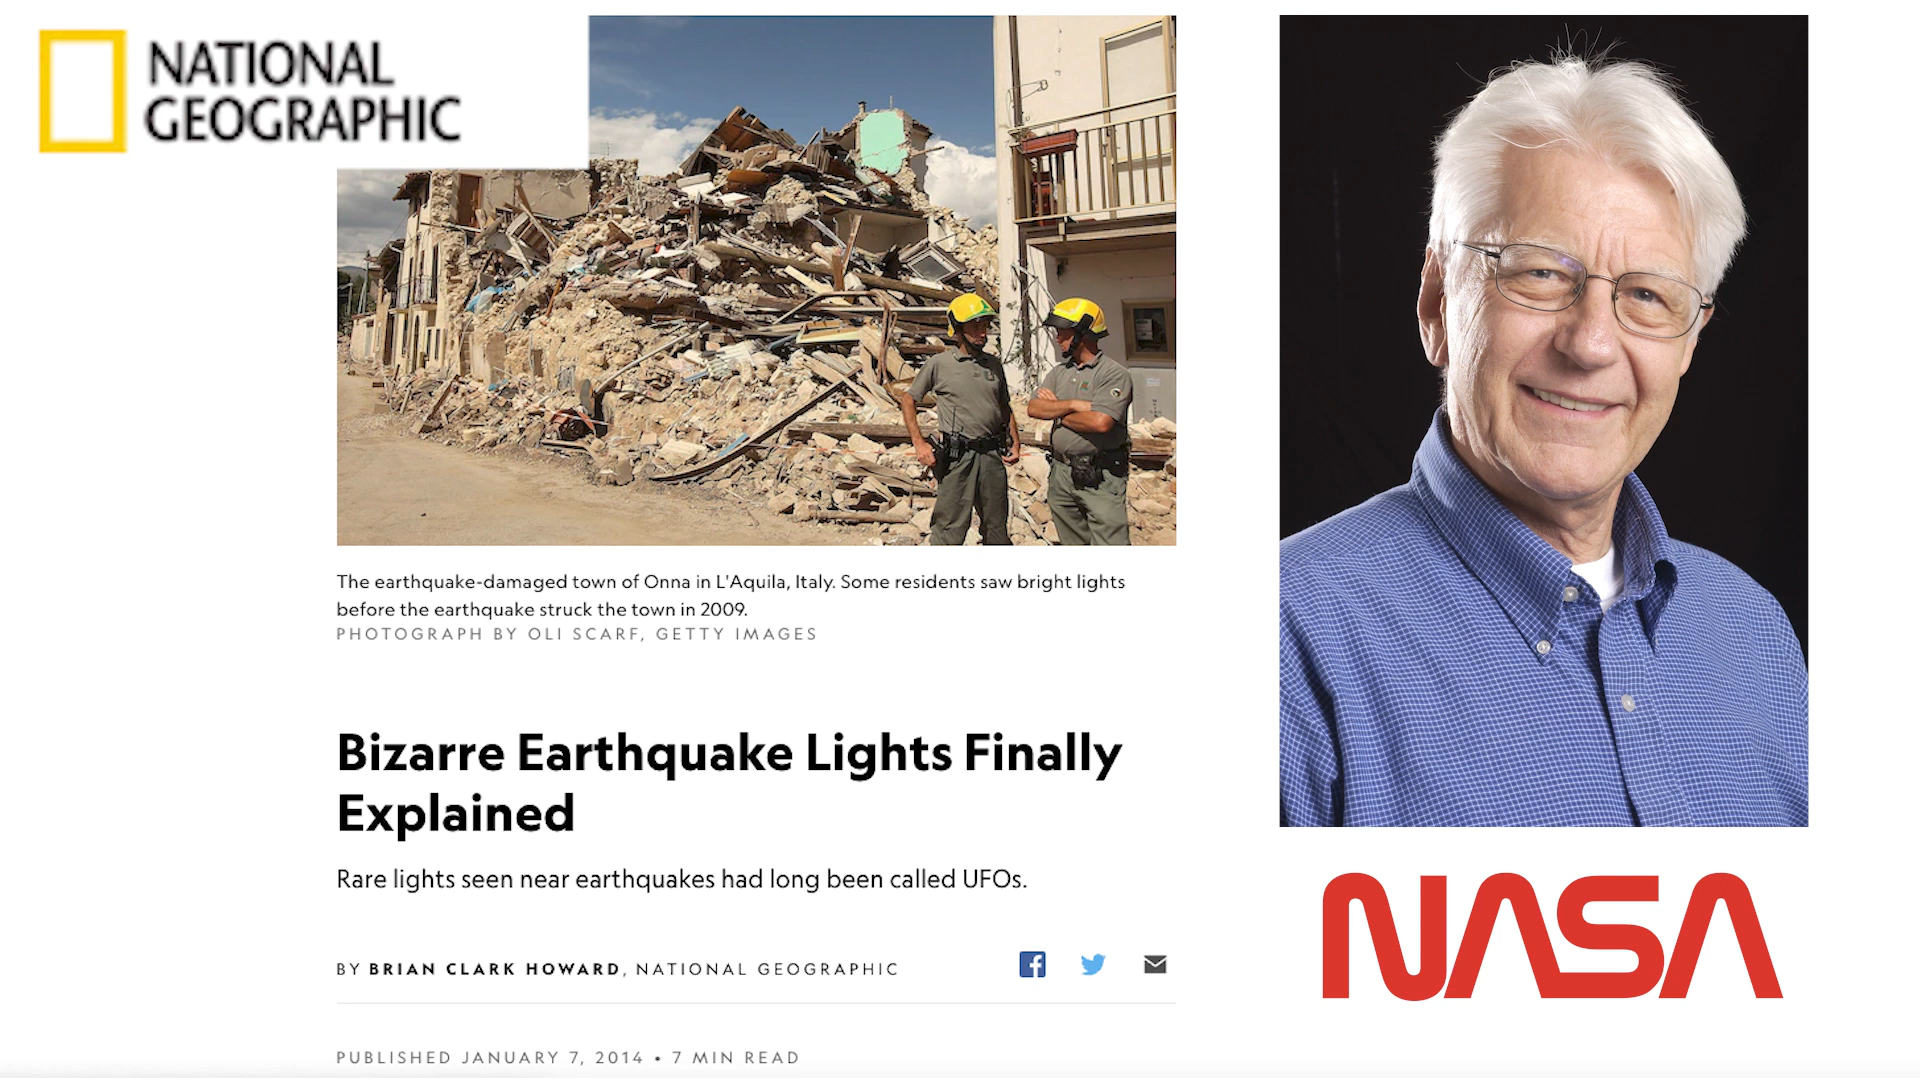 NATIONAL
GEOGRAPHIC
The earthquake-damaged town of Onna in L'Aquila, Italy. Some residents saw bright lights
before the earthquake struck the town in 2009.
PHOTOGRAPH BY OLI SCARF, GETTY IMAGES
Bizarre Earthquake Lights Finally
Explained
Rare lights seen near earthquakes had long been called UFOs.
BY BRIAN CLARK HOWARD, NATIONAL GEOGRAPHIC
PUBLISHED JANUARY 7, 2014 • 7 MIN READ
NASA